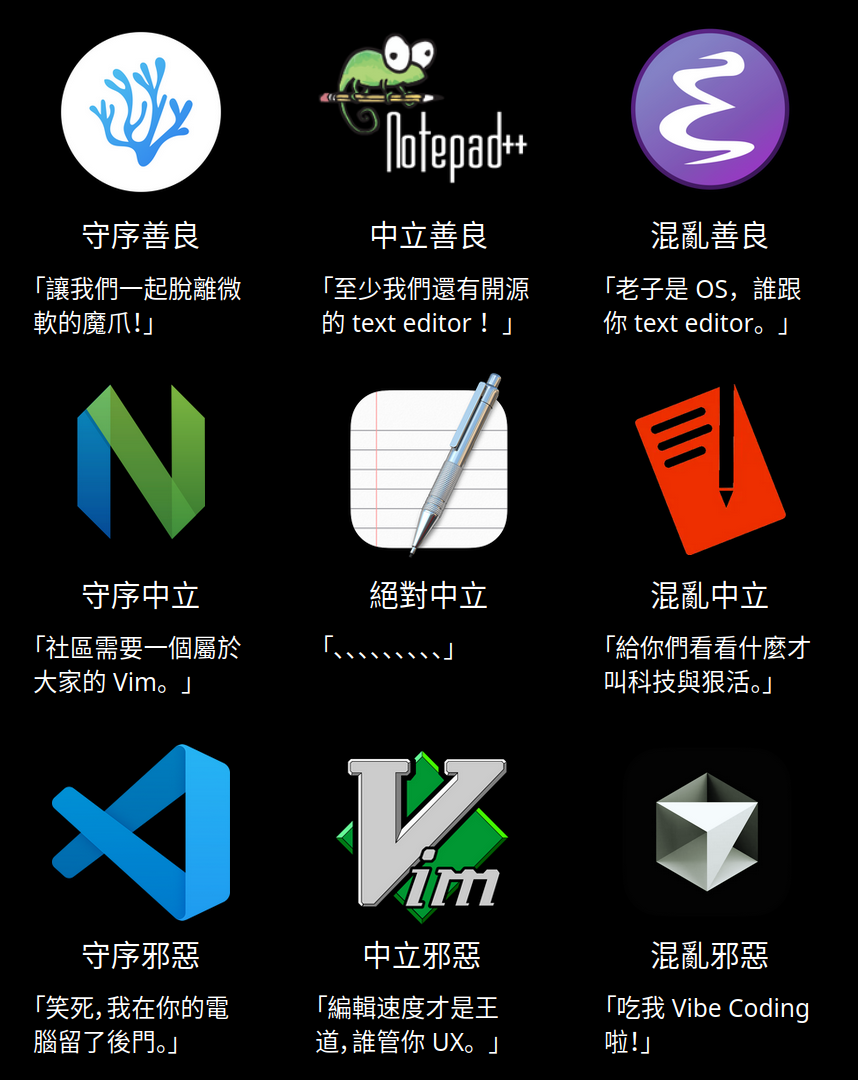 Notepad++
守序善良
中立善良
混亂善良
「讓我們一起脫離微
軟的魔爪!」
「至少我們還有開源
的 text editor！」
「老子是 OS，誰跟
你 text editor。」
守序中立
絕對中立
混亂中立
「社區需要一個屬於
大家的 Vim。」
「、、、、、、、、、」
「給你們看看什麼才
叫科技與狠活。」
Vim
守序邪惡
中立邪惡
混亂邪惡
「笑死，我在你的電
腦留了後門。」
「編輯速度才是王
道，誰管你 UX。」
「吃我 Vibe Coding
啦!」